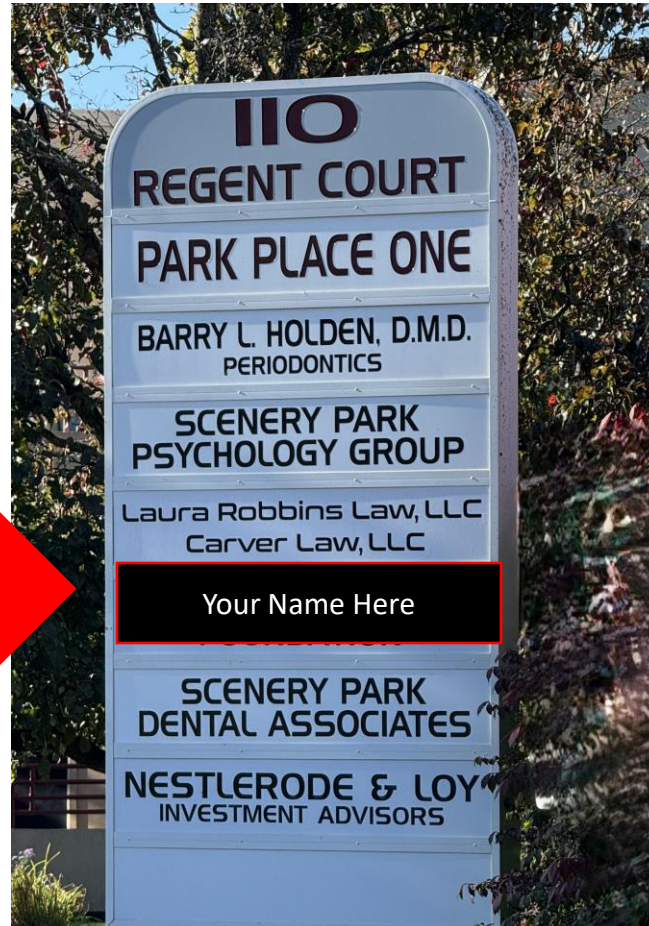 110
REGENT COURT
PARK PLACE ONE
BARRY L. HOLDEN, D.M.D.
PERIODONTICS
SCENERY PARK
PSYCHOLOGY GROUP
Laura Robbins Law, LLC
Carver Law, LLC
Your Name Here
SCENERY PARK
DENTAL ASSOCIATES
NESTLERODE & LOY
INVESTMENT ADVISORS